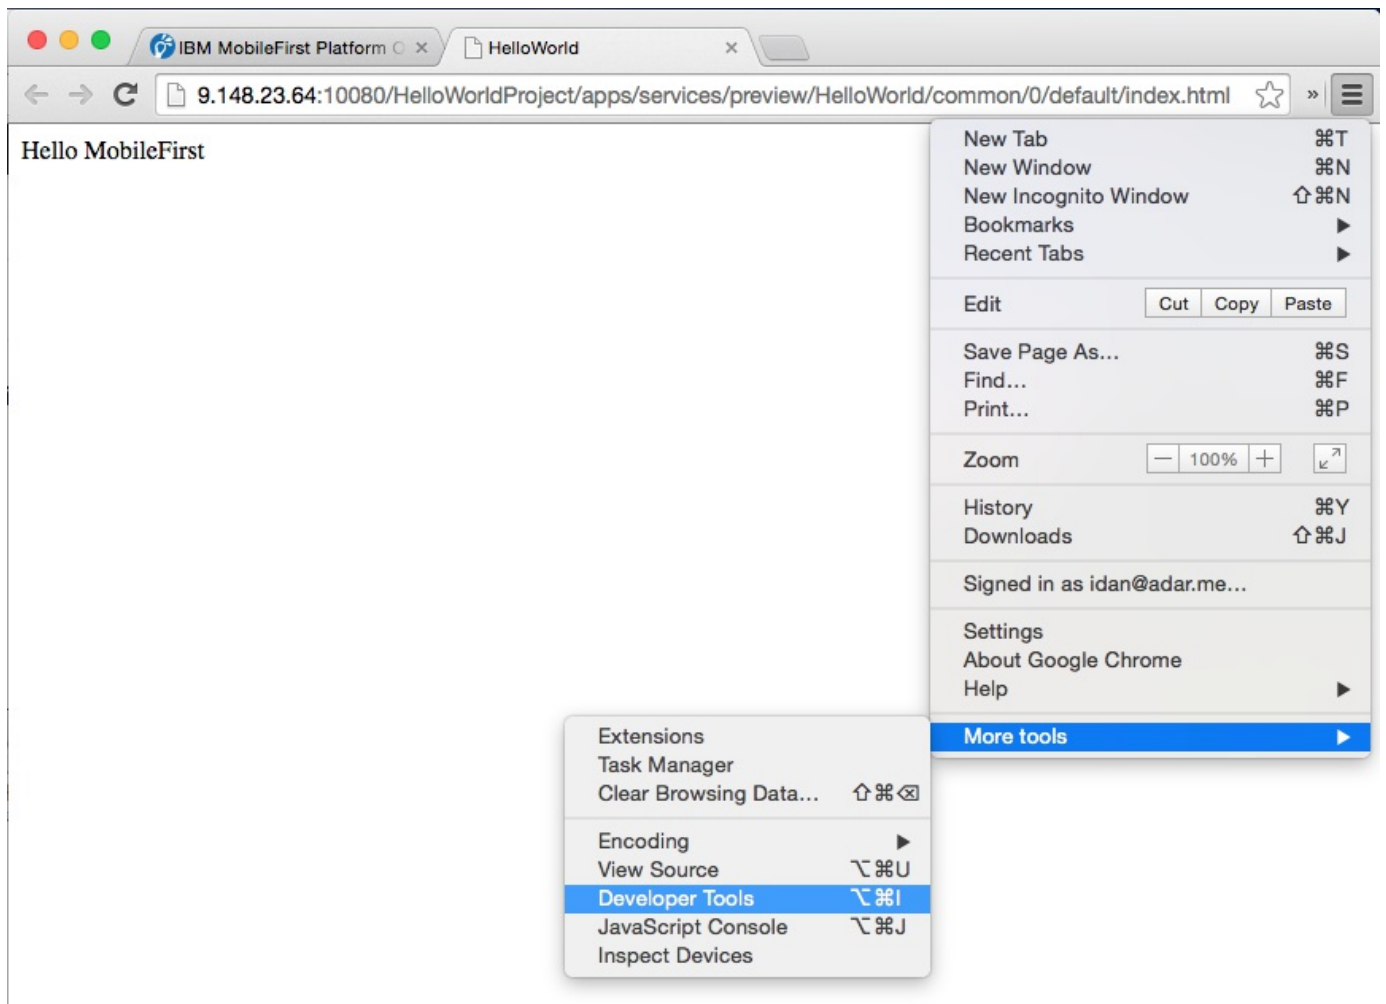 IBM MobileFirst Platform O
HelloWorld
9.148.23.64:10080/HelloWorldProject/apps/services/preview/HelloWorld/common/0/default/index.html
Hello MobileFirst
New Tab ⌘T
New Window ⌘N
New Incognito Window ⇧⌘N
Bookmarks ▶
Recent Tabs ▶
Edit Cut Copy Paste
Save Page As... ⌘S
Find... ⌘F
Print... ⌘P
Zoom — 100% +
History ⌘Y
Downloads ⇧⌘J
Signed in as idan@adar.me...
Settings
About Google Chrome
Help ▶
More tools ▶
Extensions
Task Manager
Clear Browsing Data... ⇧⌘⌫
Encoding ▶
View Source ⌥⌘U
Developer Tools ⌥⌘I
JavaScript Console ⌥⌘J
Inspect Devices